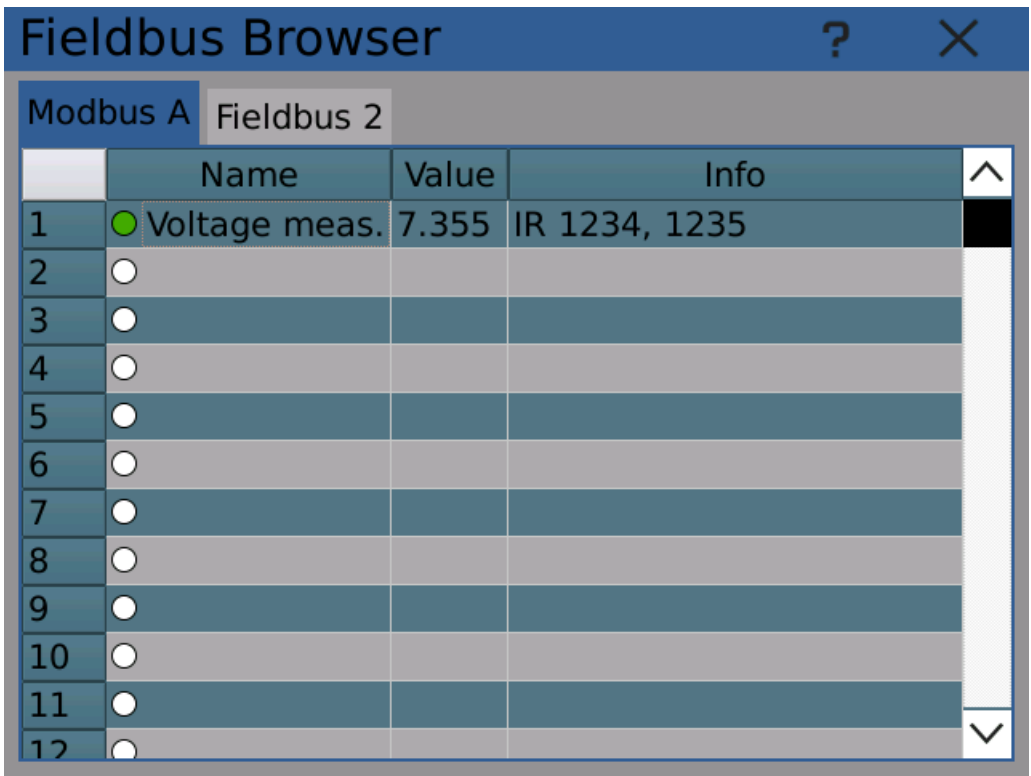 Fieldbus Browser ? X
Modbus A Fieldbus 2
Name Value Info
1 Voltage meas. 7.355 IR 1234, 1235
2
3
4
5
6
7
8
9
10
11
12